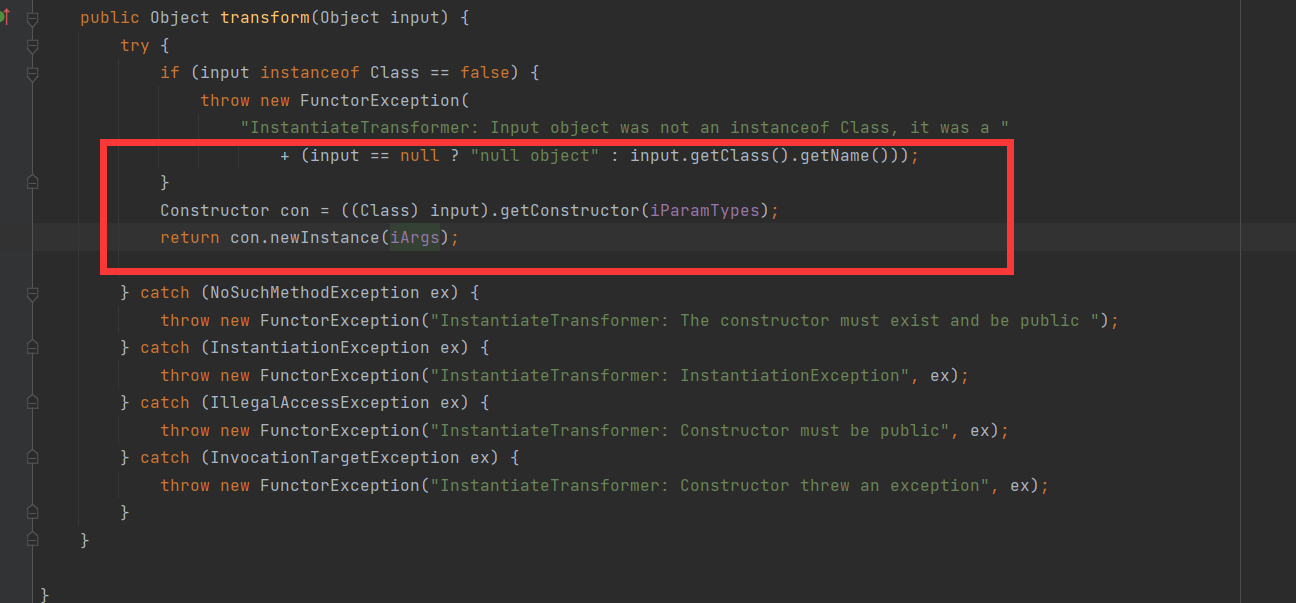 public Object transform(Object input) {
try {
if (input instanceof Class == false) {
throw new FunctorException(
"InstantiateTransformer: Input object was not an instanceof Class, it was a "
+ (input == null ? "null object" : input.getClass().getName()));
}
Constructor con = ((Class) input).getConstructor(iParamTypes);
return con.newInstance(iArgs);
} catch (NoSuchMethodException ex) {
throw new FunctorException("InstantiateTransformer: The constructor must exist and be public ");
} catch (InstantiationException ex) {
throw new FunctorException("InstantiateTransformer: InstantiationException", ex);
} catch (IllegalAccessException ex) {
throw new FunctorException("InstantiateTransformer: Constructor must be public", ex);
} catch (InvocationTargetException ex) {
throw new FunctorException("InstantiateTransformer: Constructor threw an exception", ex);
}
}
}